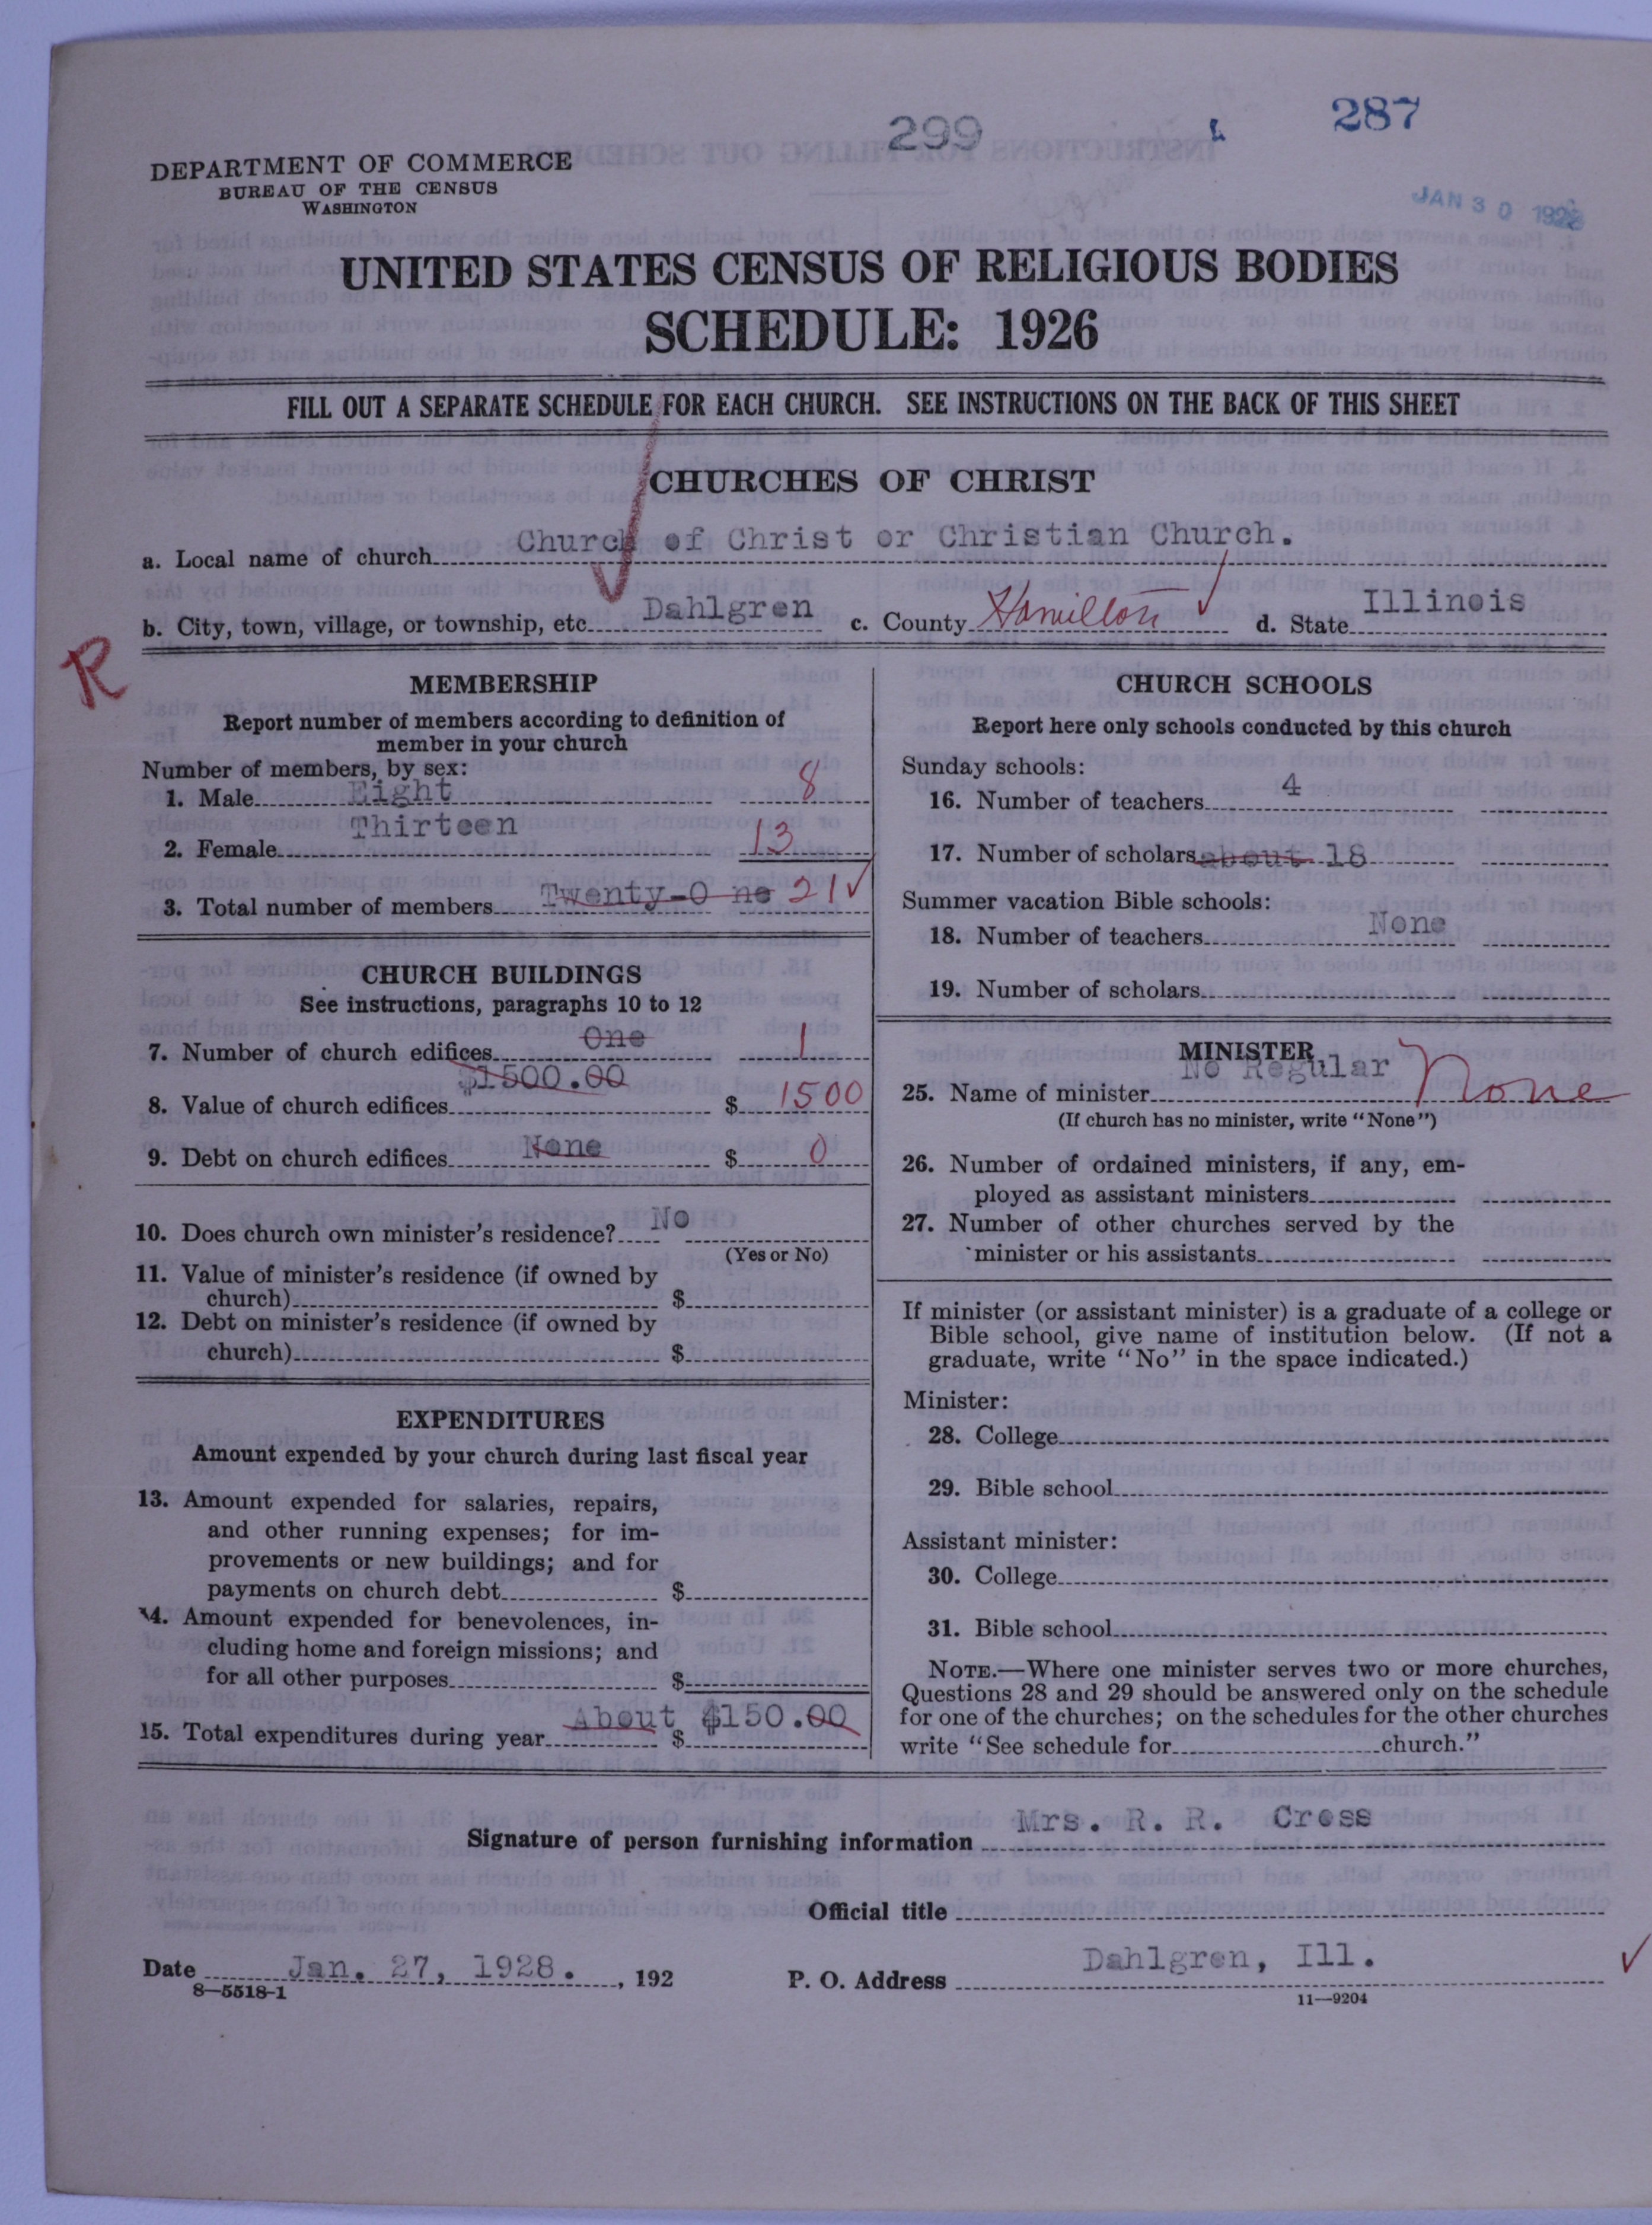 299
287
DEPARTMENT OF COMMERCE
BUREAU OF THE CENSUS
WASHINGTON
JAN 30 1928
UNITED STATES CENSUS OF RELIGIOUS BODIES
SCHEDULE: 1926
FILL OUT A SEPARATE SCHEDULE FOR EACH CHURCH. SEE INSTRUCTIONS ON THE BACK OF THIS SHEET
CHURCHES OF CHRIST
a. Local name of church Church of Christ or Christian Church.
b. City, town, village, or township, etc. Dahlgren c. County Hamilton d. State Illinois
R
MEMBERSHIP
Report number of members according to definition of
member in your church
Number of members, by sex:
1. Male Eight 8
2. Female Thirteen 13
3. Total number of members Twenty-One 21
CHURCH BUILDINGS
See instructions, paragraphs 10 to 12
7. Number of church edifices One 1
8. Value of church edifices $1500.00 $ 1500
9. Debt on church edifices None $ 0
10. Does church own minister's residence? No
(Yes or No)
11. Value of minister's residence (if owned by
church) $
12. Debt on minister's residence (if owned by
church) $
EXPENDITURES
Amount expended by your church during last fiscal year
13. Amount expended for salaries, repairs,
and other running expenses; for im-
provements or new buildings; and for
payments on church debt $
14. Amount expended for benevolences, in-
cluding home and foreign missions; and
for all other purposes $
15. Total expenditures during year About $ $150.00
CHURCH SCHOOLS
Report here only schools conducted by this church
Sunday schools:
16. Number of teachers 4
17. Number of scholars about 18
Summer vacation Bible schools:
18. Number of teachers None
19. Number of scholars
MINISTER
25. Name of minister No Regular None
(If church has no minister, write "None")
26. Number of ordained ministers, if any, em-
ployed as assistant ministers
27. Number of other churches served by the
minister or his assistants
If minister (or assistant minister) is a graduate of a college or
Bible school, give name of institution below. (If not a
graduate, write "No" in the space indicated.)
Minister:
28. College
29. Bible school
Assistant minister:
30. College
31. Bible school
NOTE.—Where one minister serves two or more churches,
Questions 28 and 29 should be answered only on the schedule
for one of the churches; on the schedules for the other churches
write "See schedule for church."
Signature of person furnishing information Mrs. R. R. Cross
Official title
Date Jan. 27, 1928. , 192 P. O. Address Dahlgren, Ill.
8—5518-1
11—9204